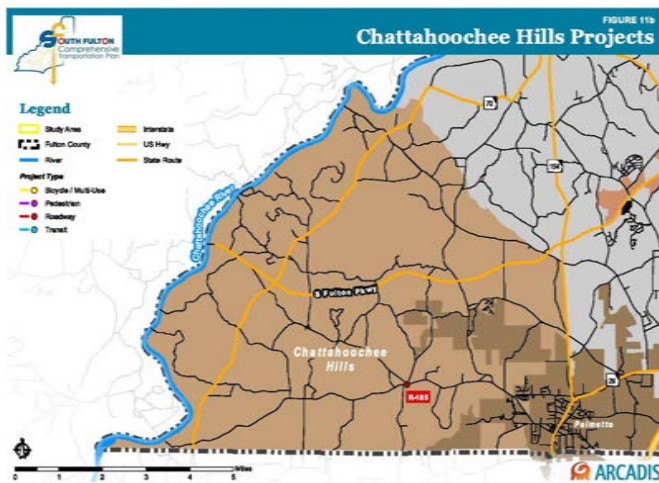 FIGURE 11b
Chattahoochee Hills Projects
SOUTH FULTON
Comprehensive
Transportation Plan
Legend
Study Area
Fulton County
River
Interstate
US Hwy
State Route
Project Type
Bicycle / Multi-Use
Pedestrian
Roadway
Transit
70
154
Chattahoochee River
S Fulton Pkwy
Chattahoochee
Hills
R-185
29
Palmetto
0 1 2 3 4 5
Miles
ARCADIS